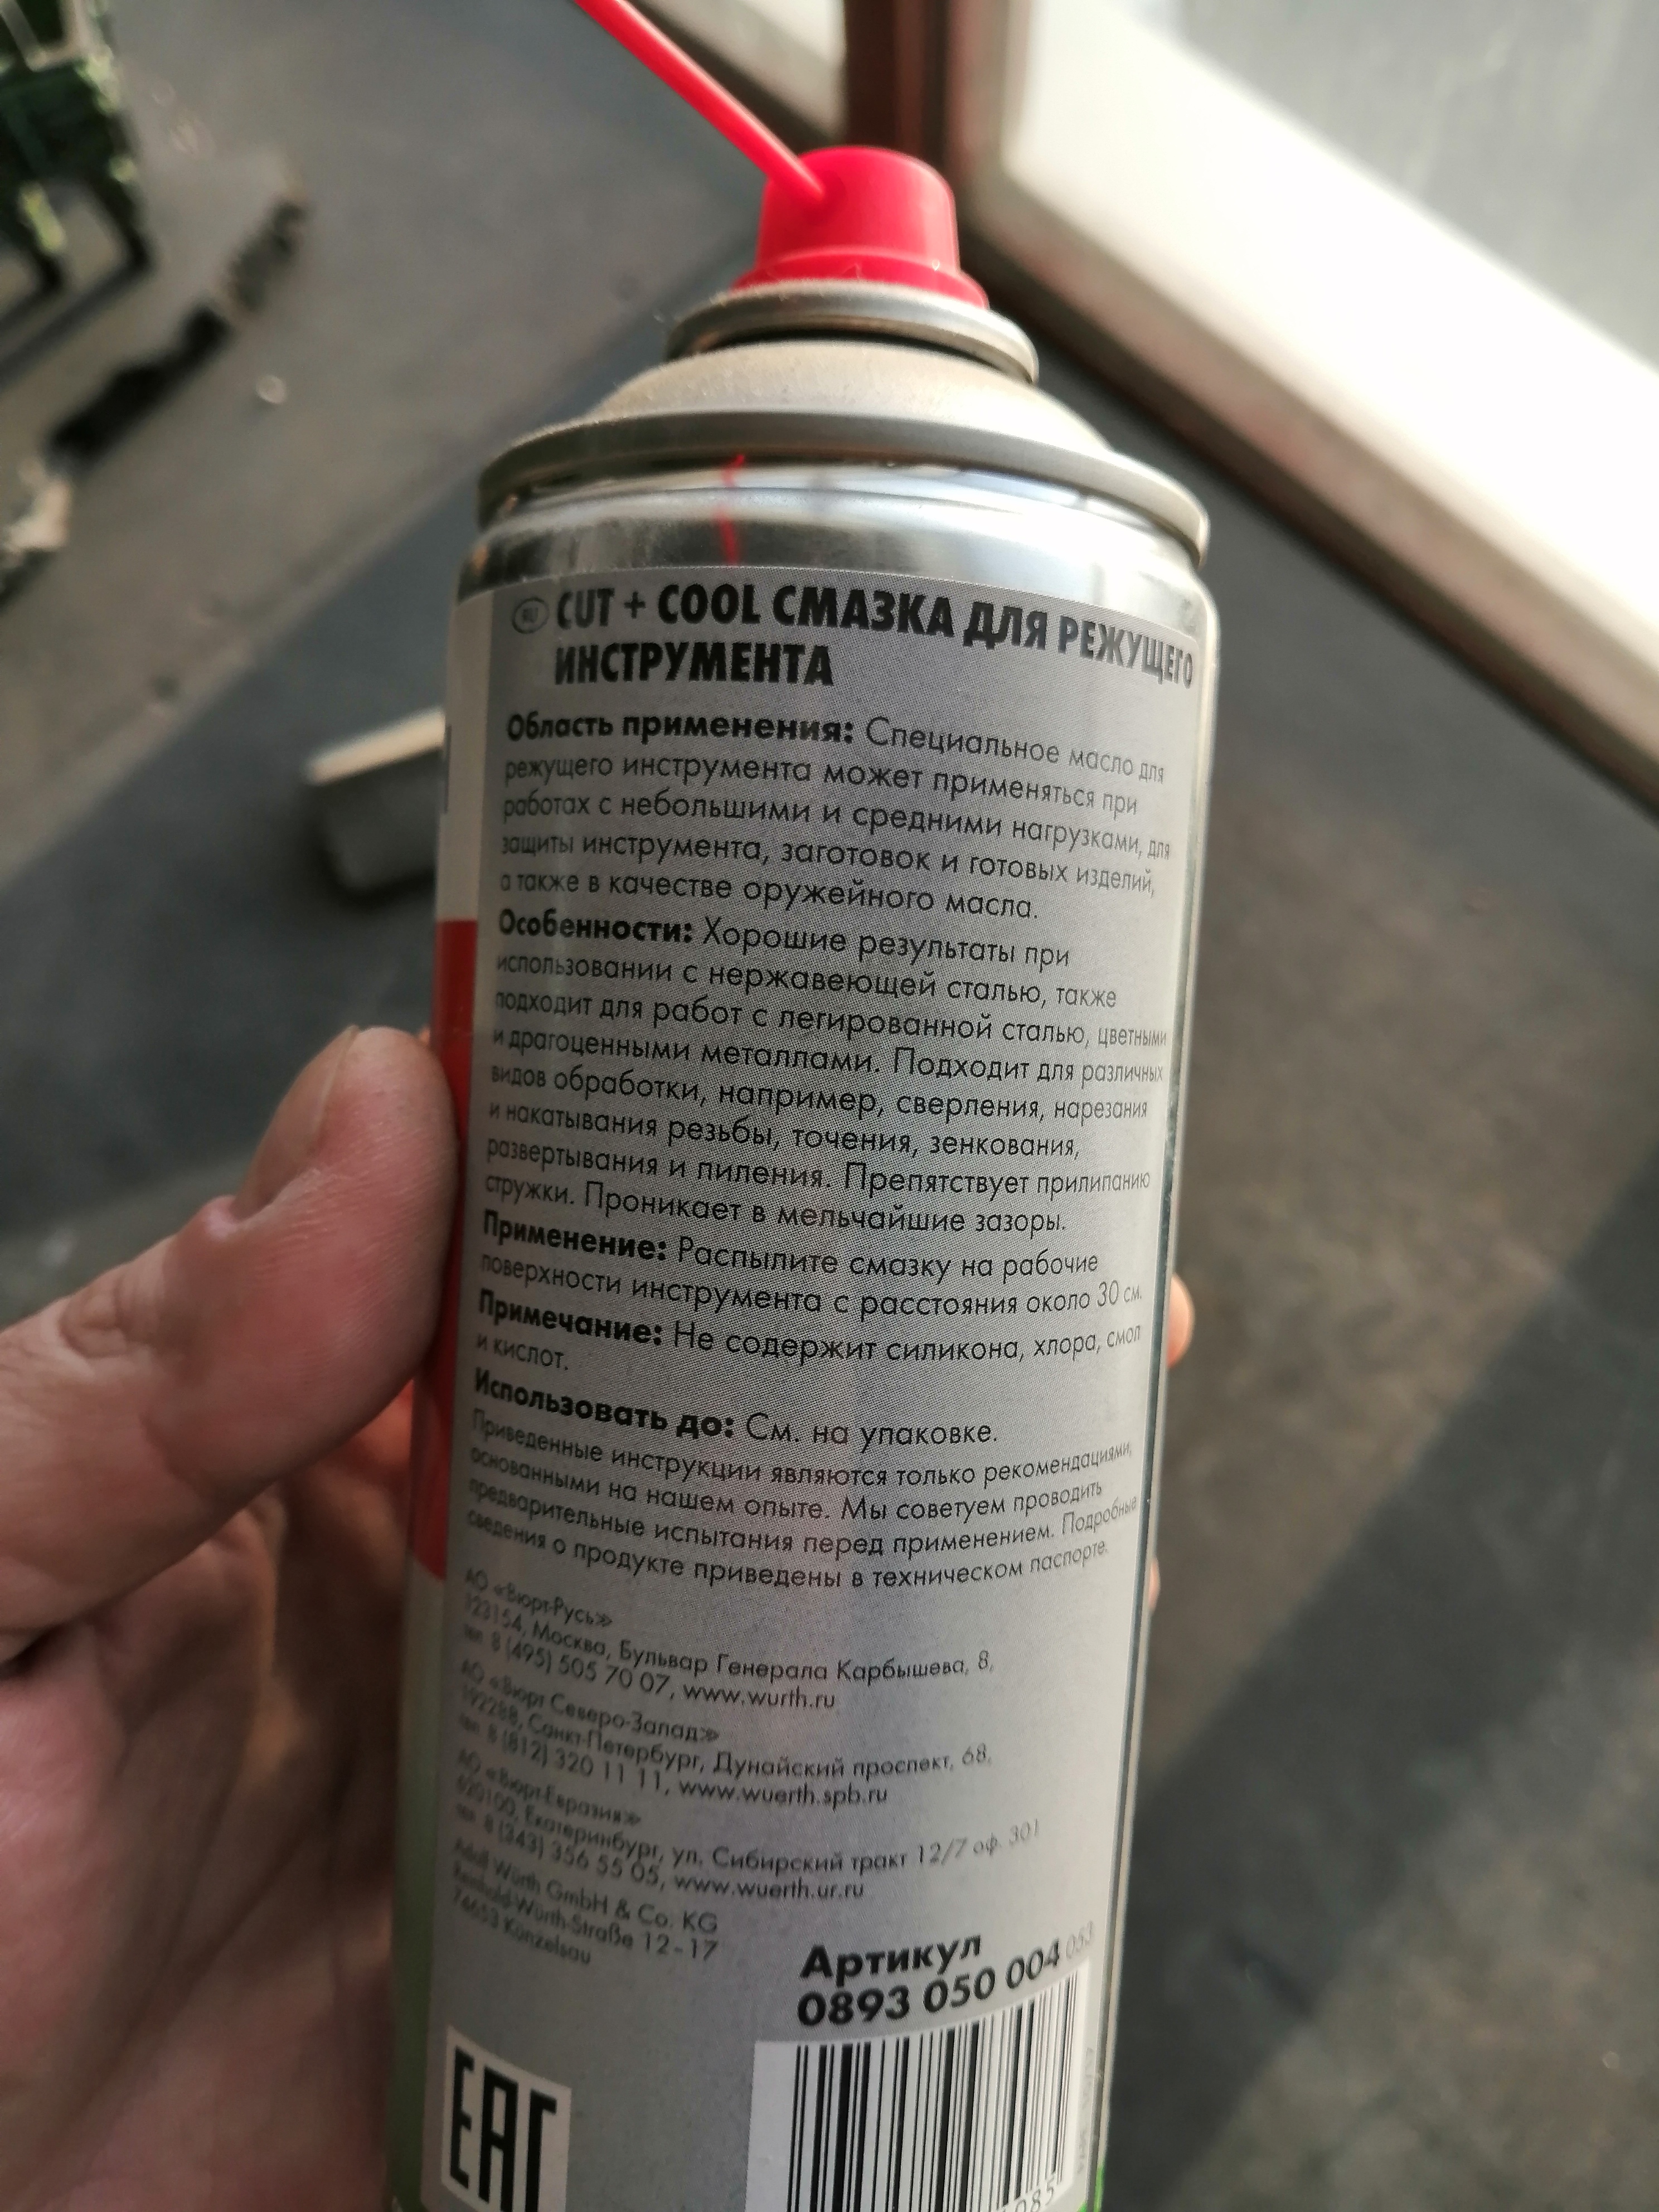 RU CUT + COOL СМАЗКА ДЛЯ РЕЖУЩЕГО
ИНСТРУМЕНТА
Область применения: Специальное масло для
режущего инструмента может применяться при
работах с небольшими и средними нагрузками, для
защиты инструмента, заготовок и готовых изделий,
а также в качестве оружейного масла.
Особенности: Хорошие результаты при
использовании с нержавеющей сталью, также
подходит для работ с легированной сталью, цветными
и драгоценными металлами. Подходит для различных
видов обработки, например, сверления, нарезания
и накатывания резьбы, точения, зенкования,
развертывания и пиления. Препятствует прилипанию
стружки. Проникает в мельчайшие зазоры.
Применение: Распылите смазку на рабочие
поверхности инструмента с расстояния около 30 см.
Примечание: Не содержит силикона, хлора, смол
и кислот.
Использовать до: См. на упаковке.
Приведенные инструкции являются только рекомендациями,
основанными на нашем опыте. Мы советуем проводить
предварительные испытания перед применением. Подробные
сведения о продукте приведены в техническом паспорте.
АО «Вюрт-Русь»
123154, Москва, Бульвар Генерала Карбышева, 8,
тел. 8 (495) 505 70 07, www.wurth.ru
АО «Вюрт Северо-Запад»
192288, Санкт-Петербург, Дунайский проспект, 68,
тел. 8 (812) 320 11 11, www.wuerth.spb.ru
АО «Вюрт-Евразия»
620100, Екатеринбург, ул. Сибирский тракт 12/7 оф. 301
тел. 8 (343) 356 55 05, www.wuerth.ur.ru
Adolf Würth GmbH & Co. KG
Reinhold-Würth-Straße 12-17
74653 Künzelsau
Артикул
0893 050 004 053
ЕАС
085